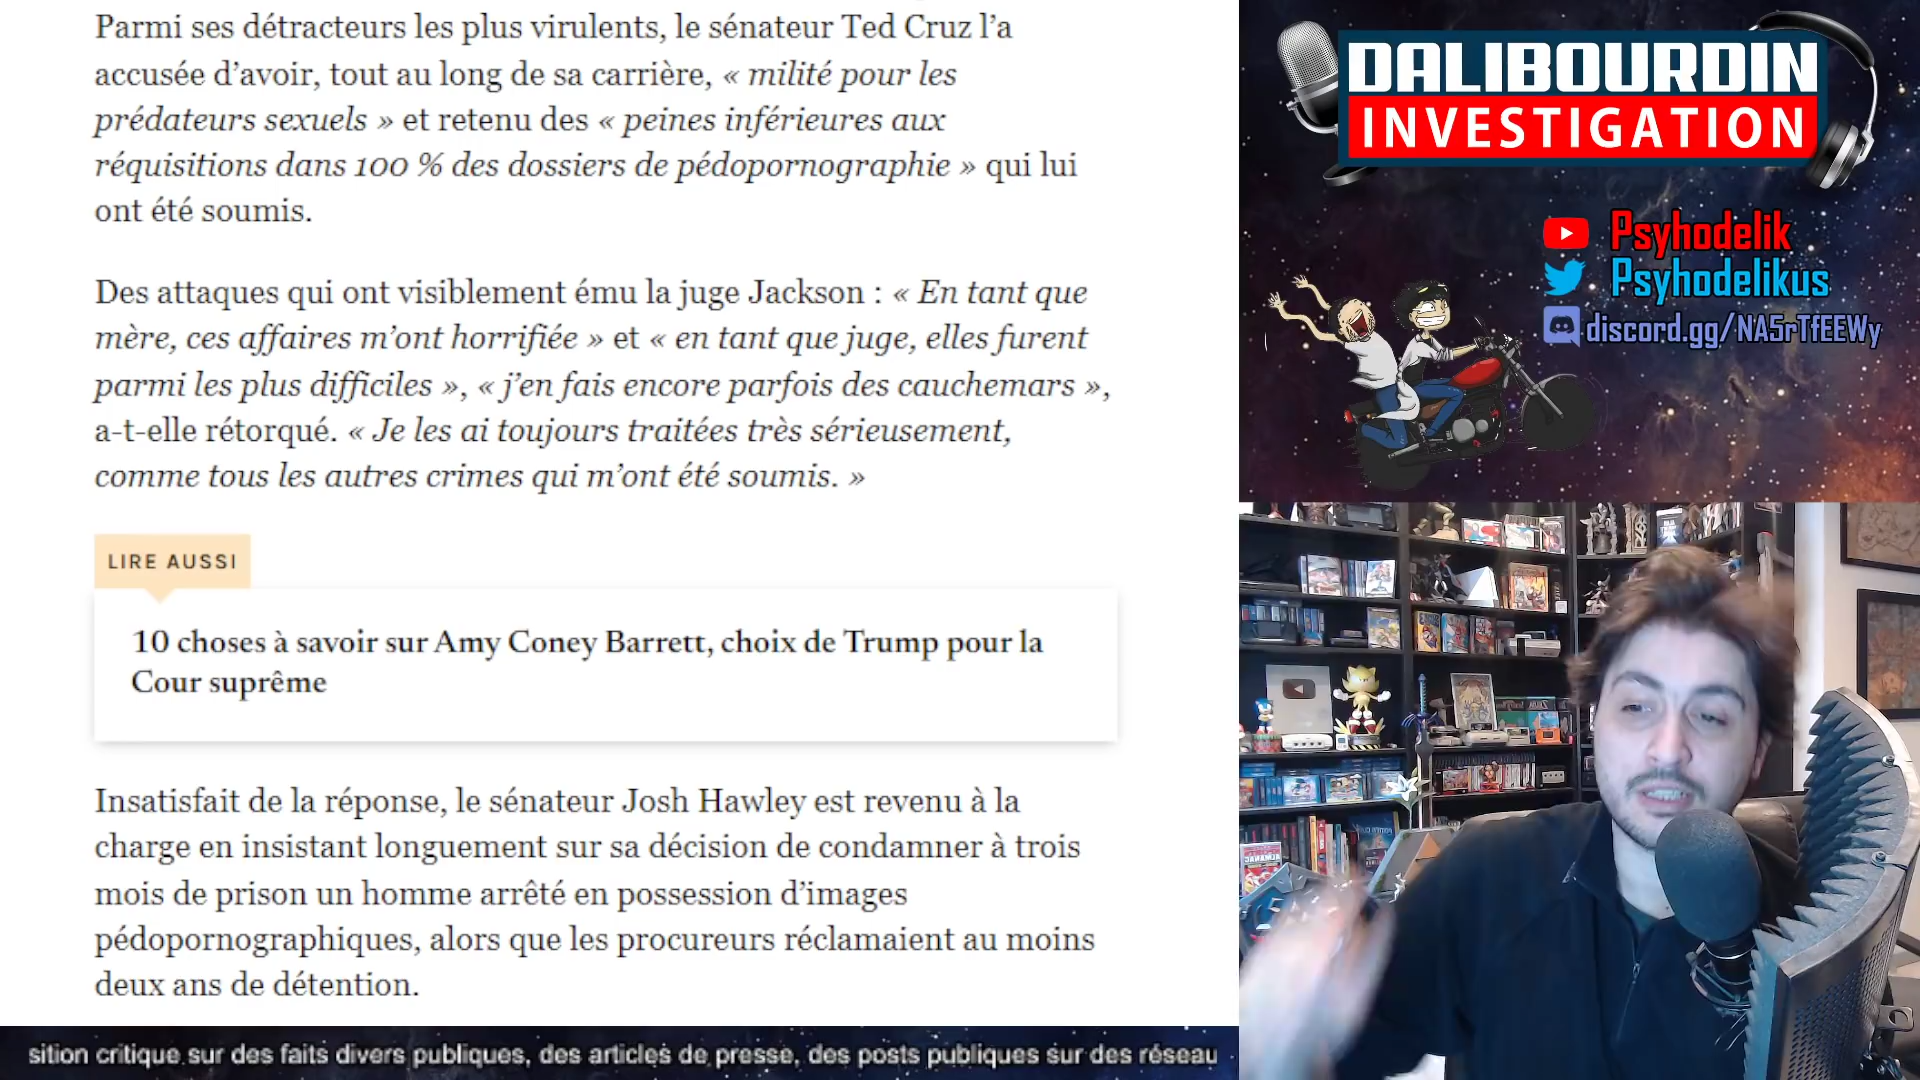 Parmi ses détracteurs les plus virulents, le sénateur Ted Cruz l’a
accusée d’avoir, tout au long de sa carrière, « milité pour les
prédateurs sexuels » et retenu des « peines inférieures aux
réquisitions dans 100 % des dossiers de pédopornographie » qui lui
ont été soumis.
Des attaques qui ont visiblement ému la juge Jackson : « En tant que
mère, ces affaires m’ont horrifiée » et « en tant que juge, elles furent
parmi les plus difficiles », « j’en fais encore parfois des cauchemars »,
a-t-elle rétorqué. « Je les ai toujours traitées très sérieusement,
comme tous les autres crimes qui m’ont été soumis. »
LIRE AUSSI
10 choses à savoir sur Amy Coney Barrett, choix de Trump pour la
Cour suprême
Insatisfait de la réponse, le sénateur Josh Hawley est revenu à la
charge en insistant longuement sur sa décision de condamner à trois
mois de prison un homme arrêté en possession d’images
pédopornographiques, alors que les procureurs réclamaient au moins
deux ans de détention.
sition critique sur des faits divers publiques, des articles de presse, des posts publiques sur des réseau
DALIBOURDIN
INVESTIGATION
Psyhodelik
Psyhodelikus
discord.gg/NA5rTfEEWy